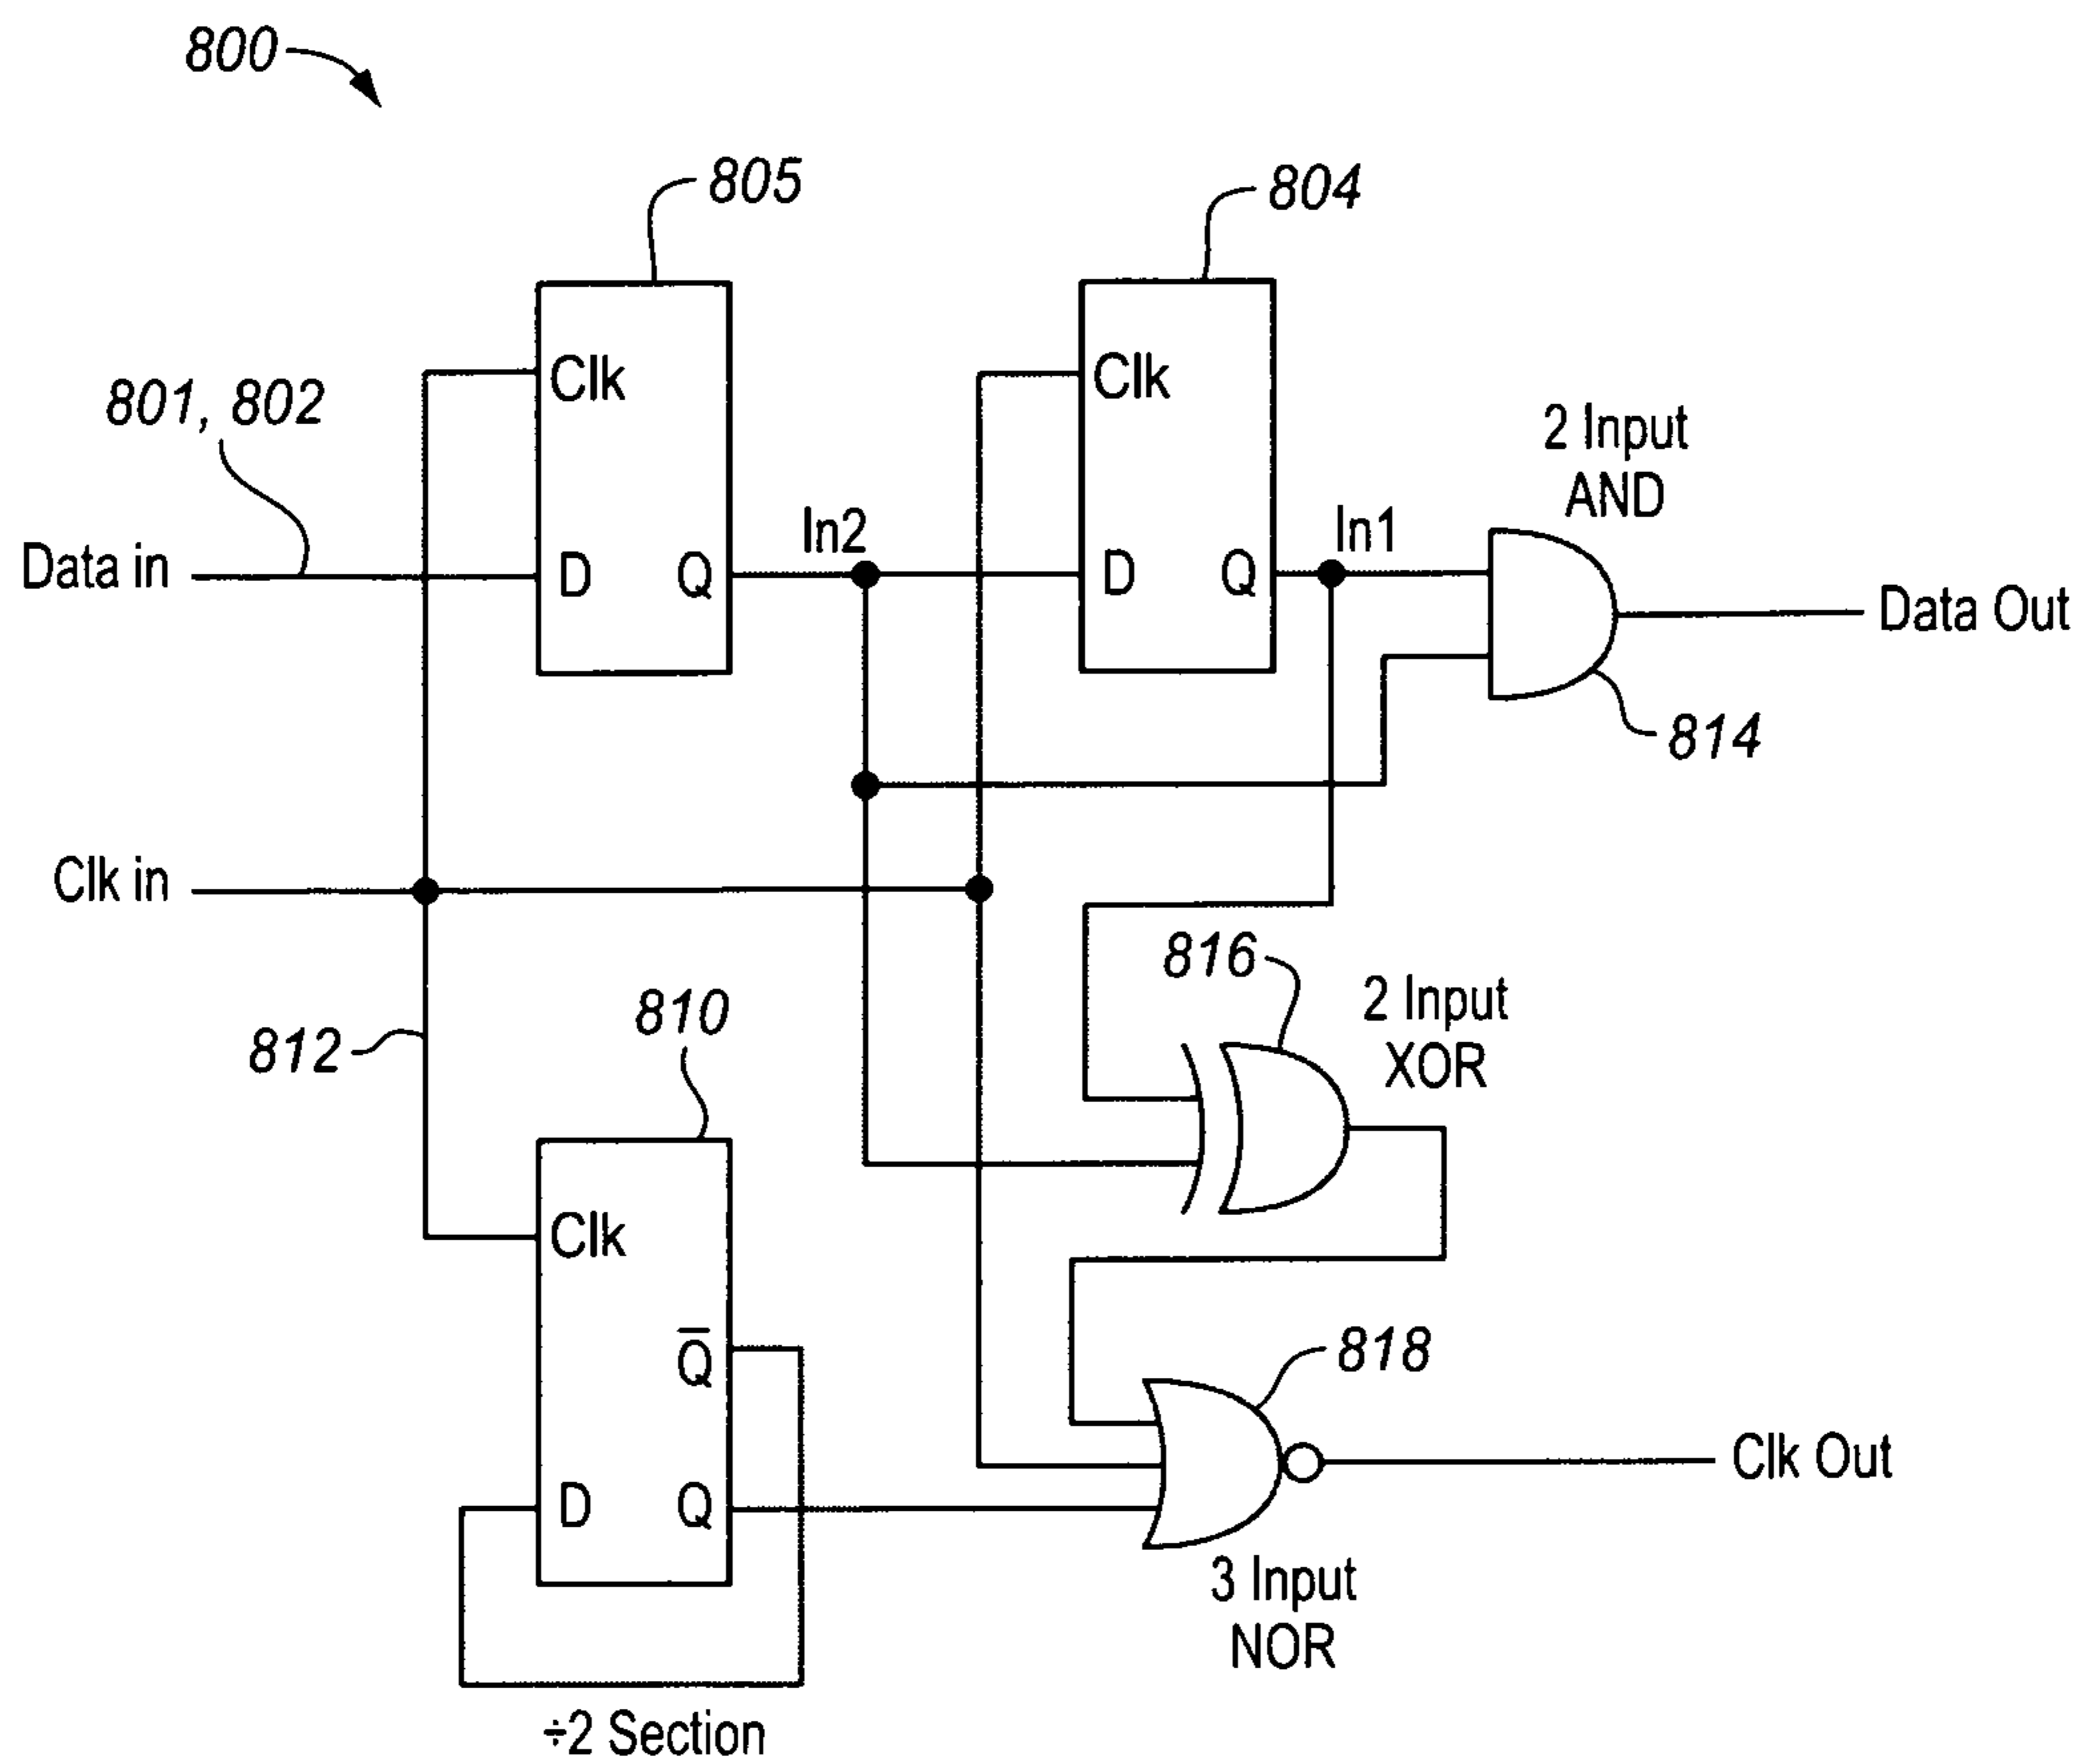 800
805
804
801, 802
Clk
Clk
2 Input
AND
Data in
D
Q
In2
D
Q
In1
Data Out
814
Clk in
816
2 Input
XOR
812
810
Clk
Q̅
818
D
Q
Clk Out
3 Input
NOR
÷2 Section